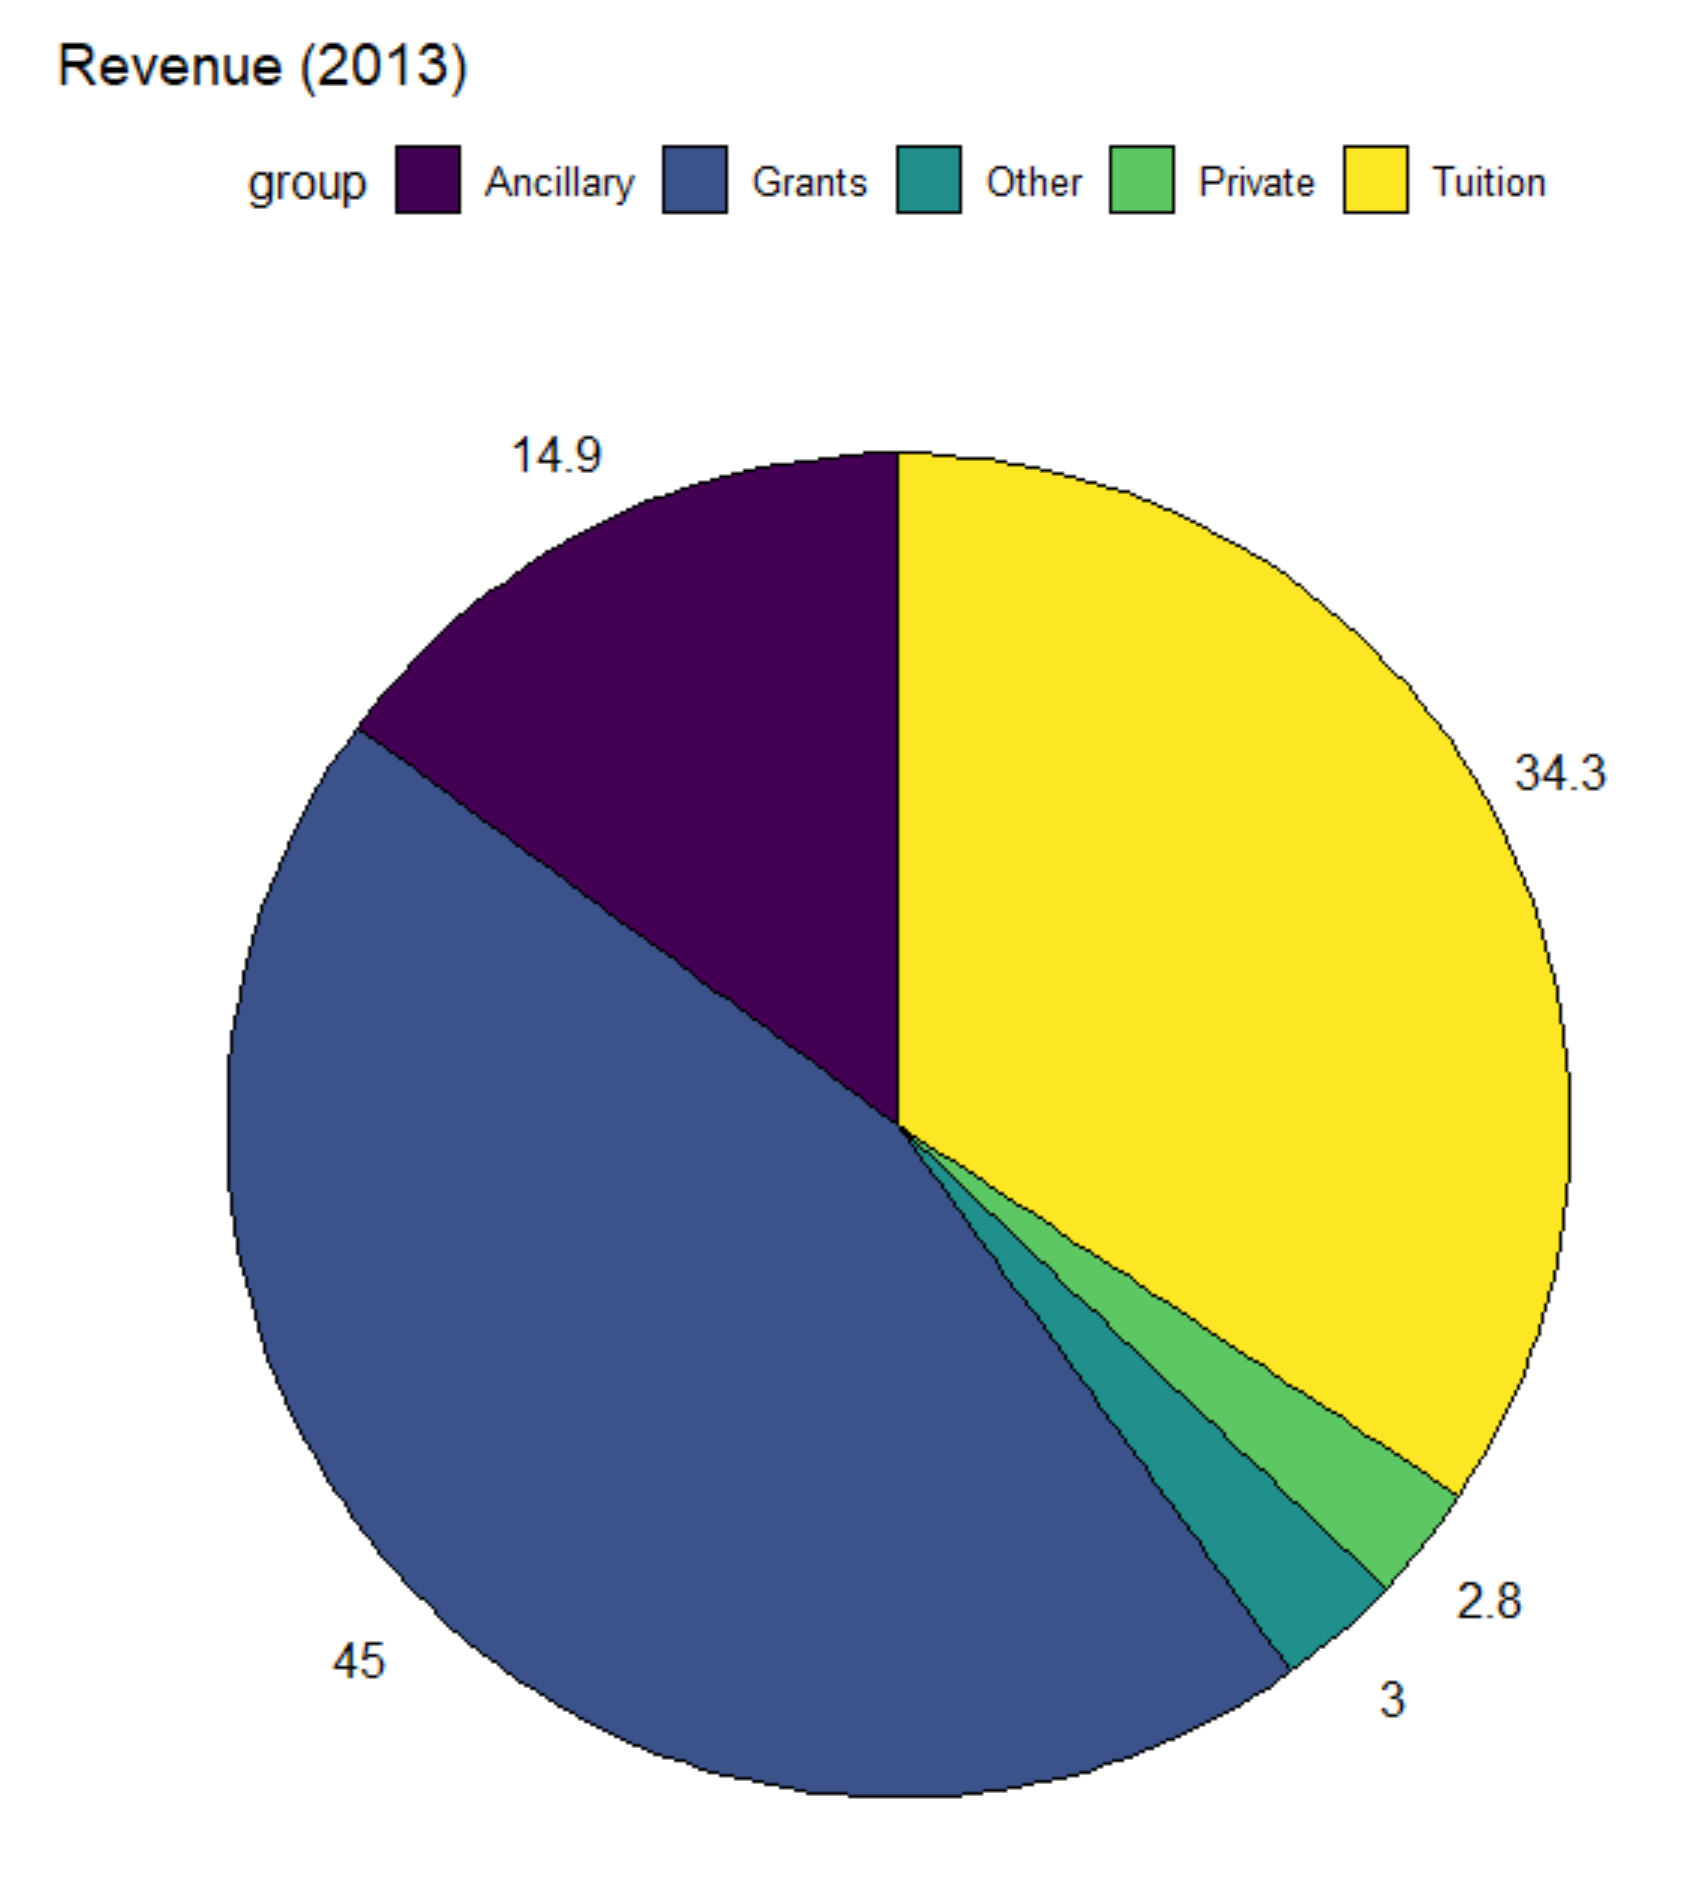 Revenue (2013)
group Ancillary Grants Other Private Tuition
14.9
34.3
2.8
45
3